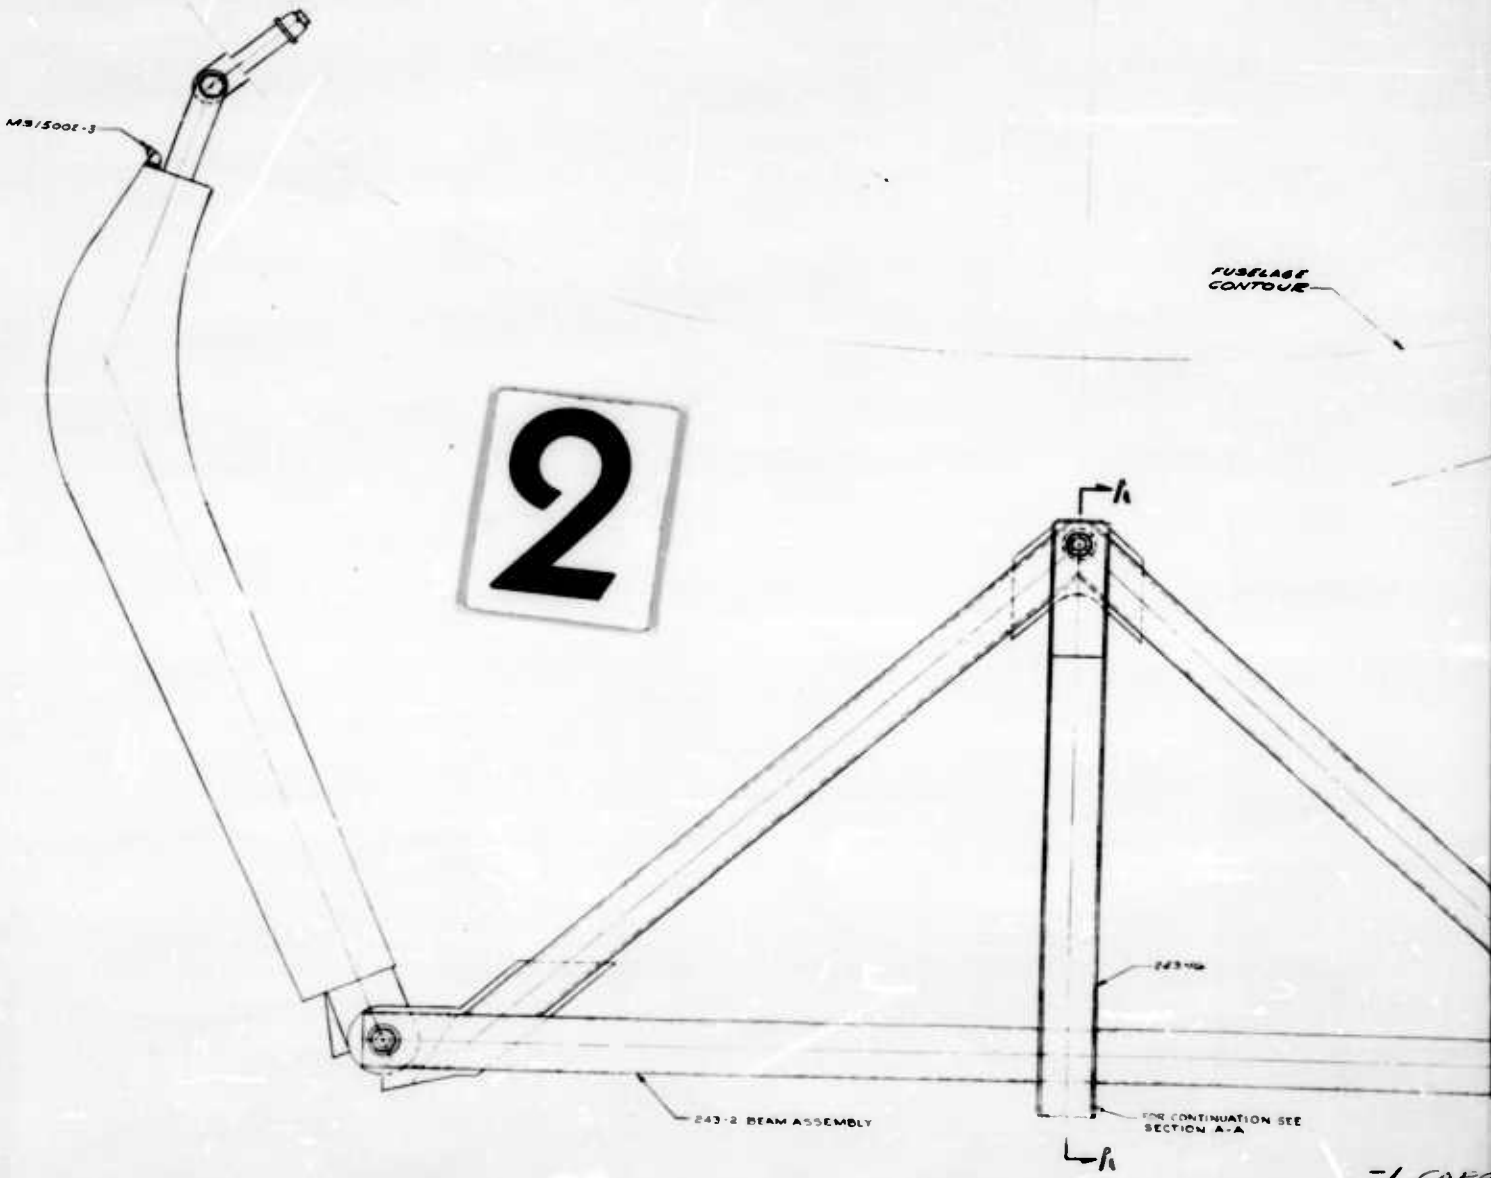 MS15002-3
FUSELAGE
CONTOUR
2
A
243-2 BEAM ASSEMBLY
FOR CONTINUATION SEE
SECTION A-A
A